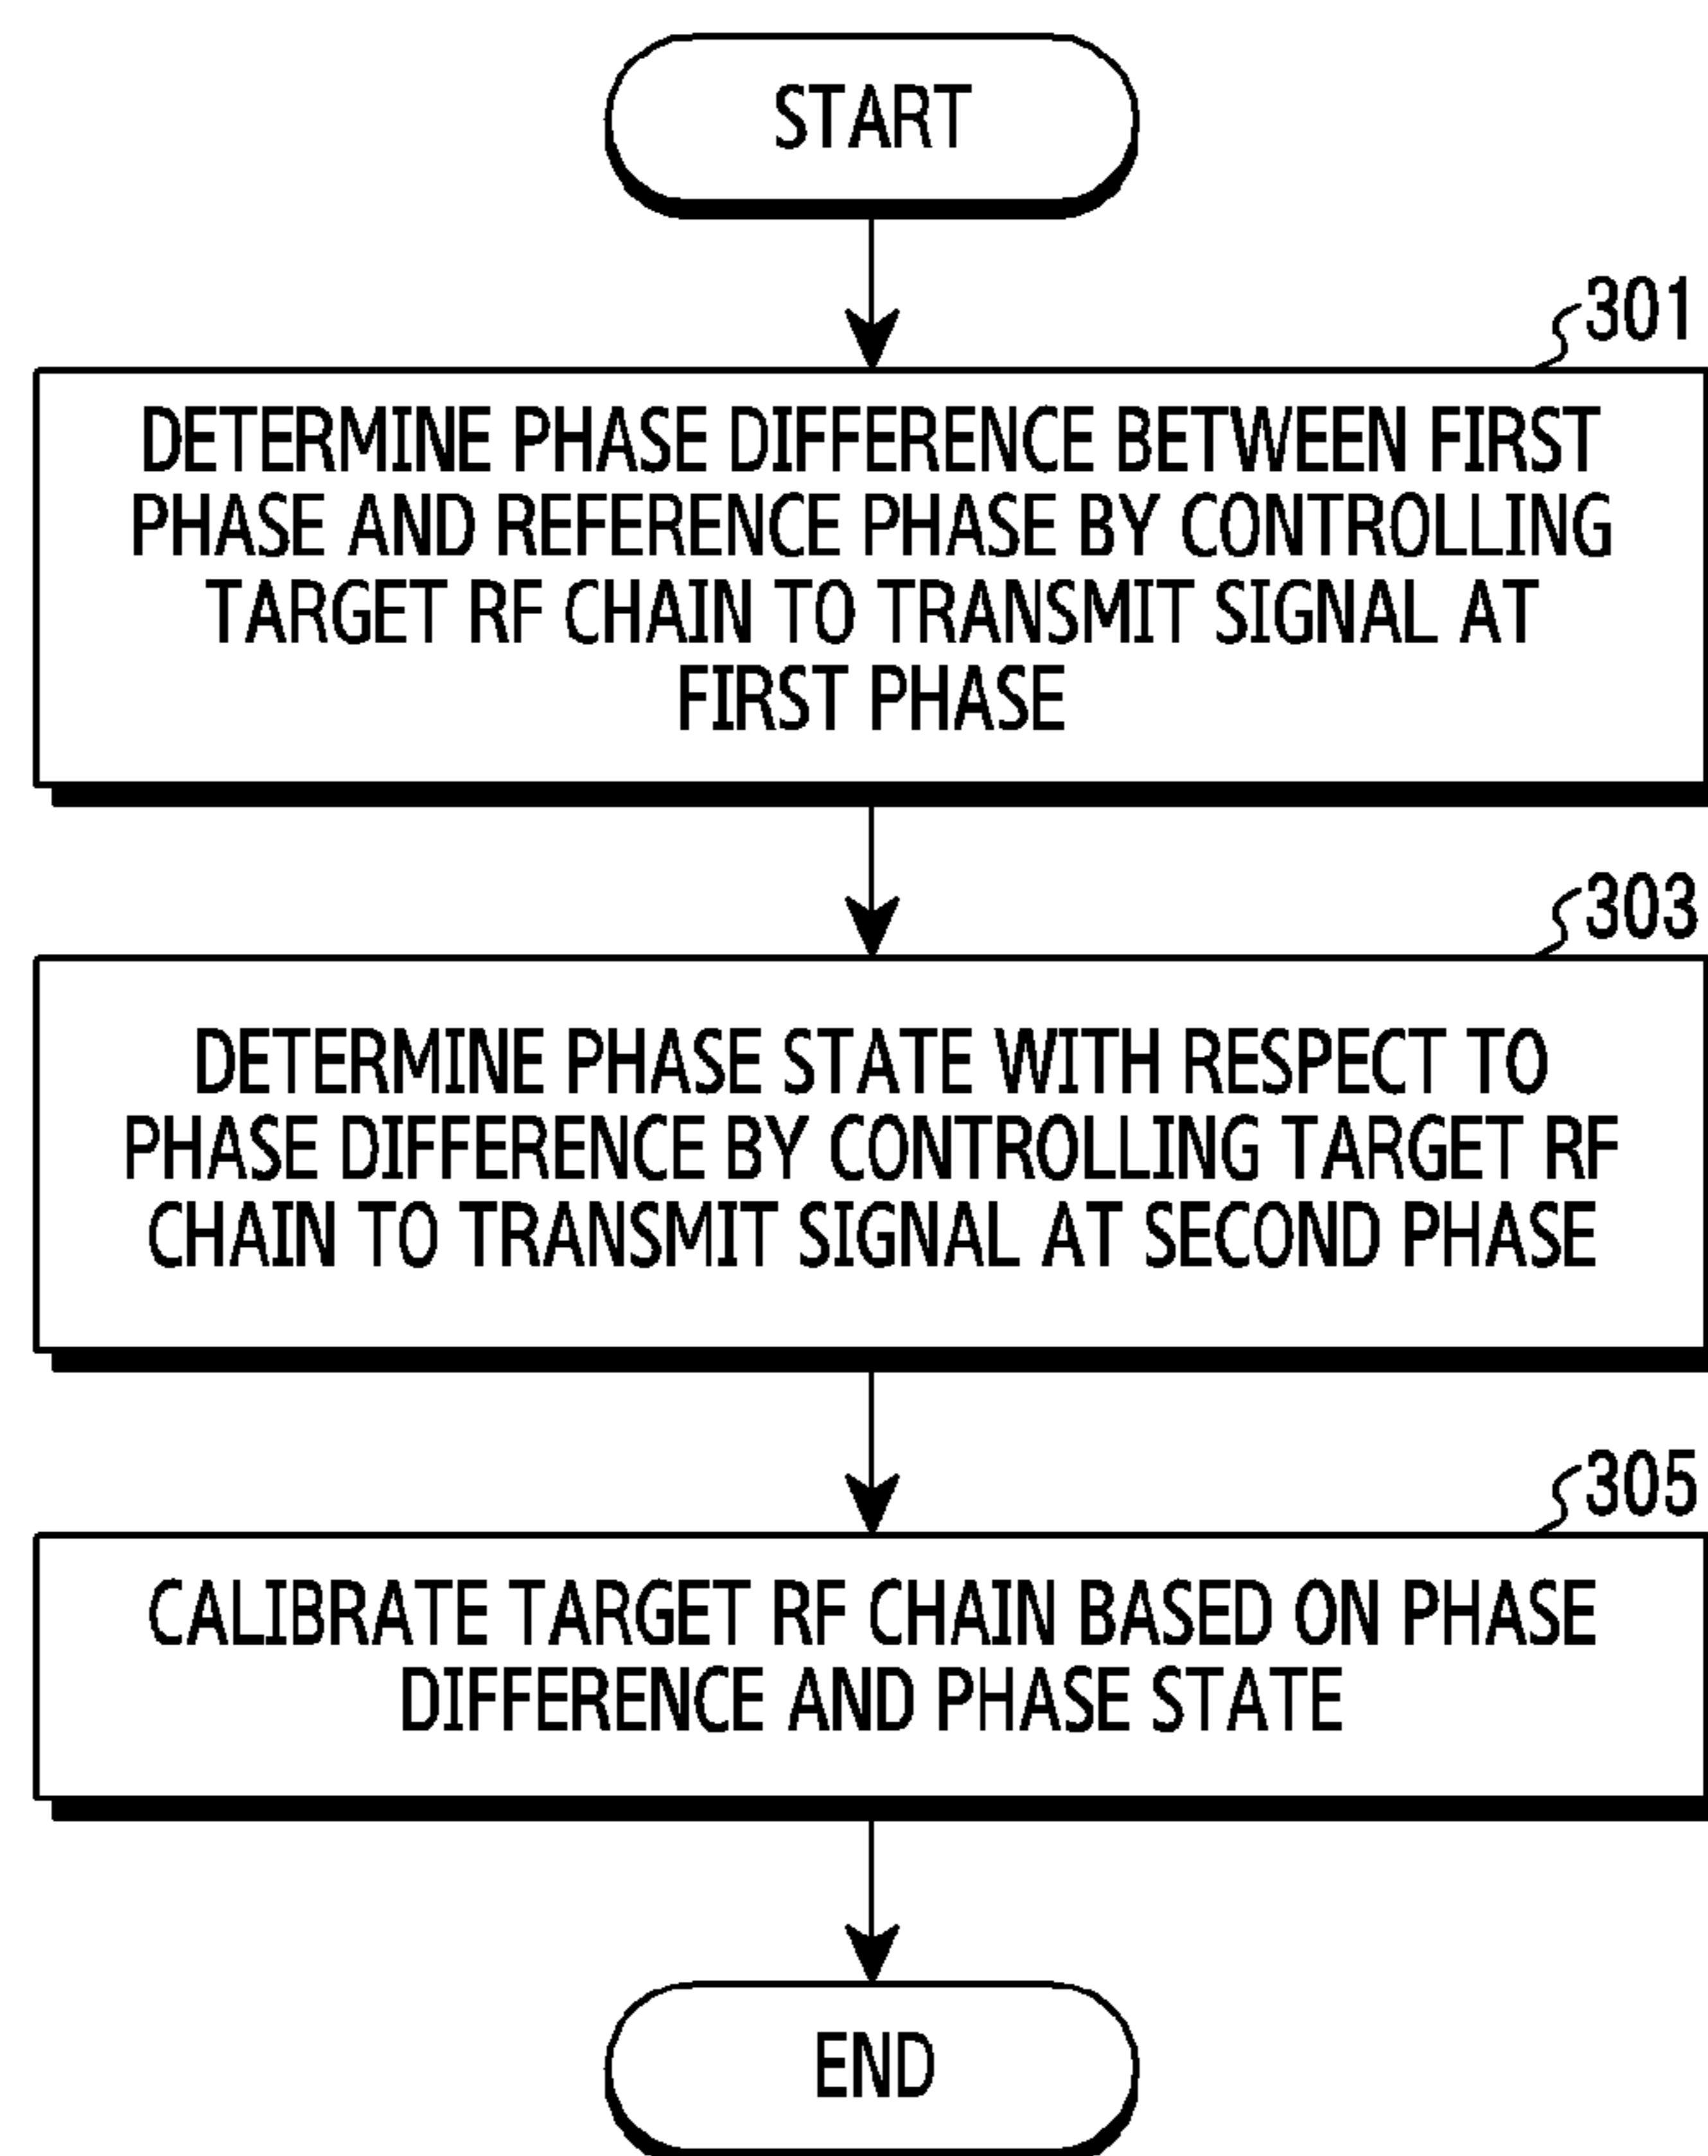 START
301
DETERMINE PHASE DIFFERENCE BETWEEN FIRST
PHASE AND REFERENCE PHASE BY CONTROLLING
TARGET RF CHAIN TO TRANSMIT SIGNAL AT
FIRST PHASE
303
DETERMINE PHASE STATE WITH RESPECT TO
PHASE DIFFERENCE BY CONTROLLING TARGET RF
CHAIN TO TRANSMIT SIGNAL AT SECOND PHASE
305
CALIBRATE TARGET RF CHAIN BASED ON PHASE
DIFFERENCE AND PHASE STATE
END